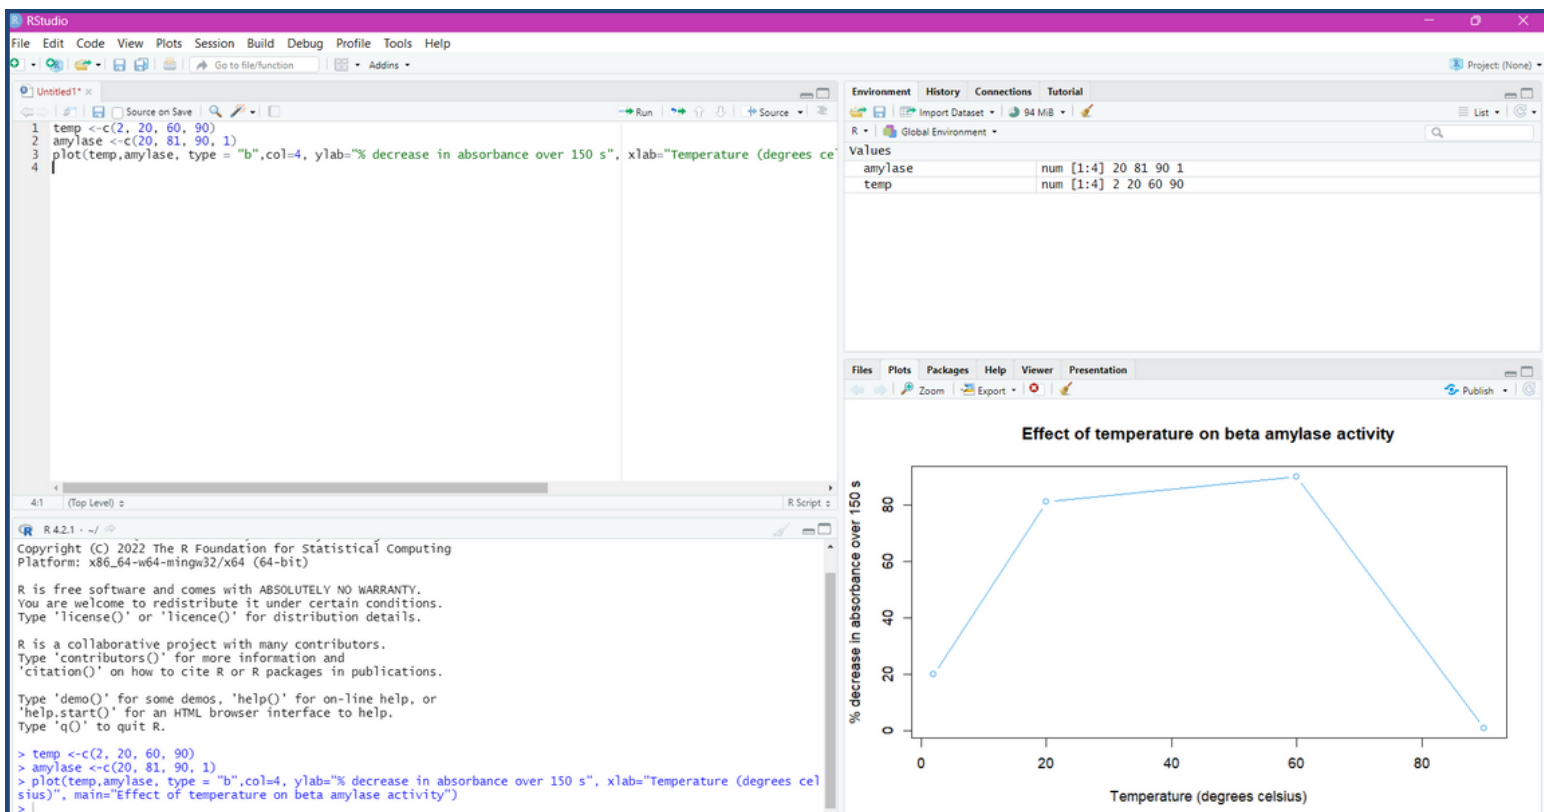 RStudio
File Edit Code View Plots Session Build Debug Profile Tools Help
Go to file/function Addins Project: (None)
Untitled1*
Source on Save Run Source
1 temp <-c(2, 20, 60, 90)
2 amylase <-c(20, 81, 90, 1)
3 plot(temp,amylase, type = "b",col=4, ylab="% decrease in absorbance over 150 s", xlab="Temperature (degrees ce
4
4:1 (Top Level) R Script
R 4.2.1 · ~/
Copyright (C) 2022 The R Foundation for Statistical Computing
Platform: x86_64-w64-mingw32/x64 (64-bit)
R is free software and comes with ABSOLUTELY NO WARRANTY.
You are welcome to redistribute it under certain conditions.
Type 'license()' or 'licence()' for distribution details.
R is a collaborative project with many contributors.
Type 'contributors()' for more information and
'citation()' on how to cite R or R packages in publications.
Type 'demo()' for some demos, 'help()' for on-line help, or
'help.start()' for an HTML browser interface to help.
Type 'q()' to quit R.
> temp <-c(2, 20, 60, 90)
> amylase <-c(20, 81, 90, 1)
> plot(temp,amylase, type = "b",col=4, ylab="% decrease in absorbance over 150 s", xlab="Temperature (degrees cel
sius)", main="Effect of temperature on beta amylase activity")
>
Environment History Connections Tutorial
Import Dataset 94 MiB List
R Global Environment
Values
amylase num [1:4] 20 81 90 1
temp num [1:4] 2 20 60 90
Files Plots Packages Help Viewer Presentation
Zoom Export Publish
Effect of temperature on beta amylase activity
% decrease in absorbance over 150 s
80
60
40
20
0
0 20 40 60 80
Temperature (degrees celsius)